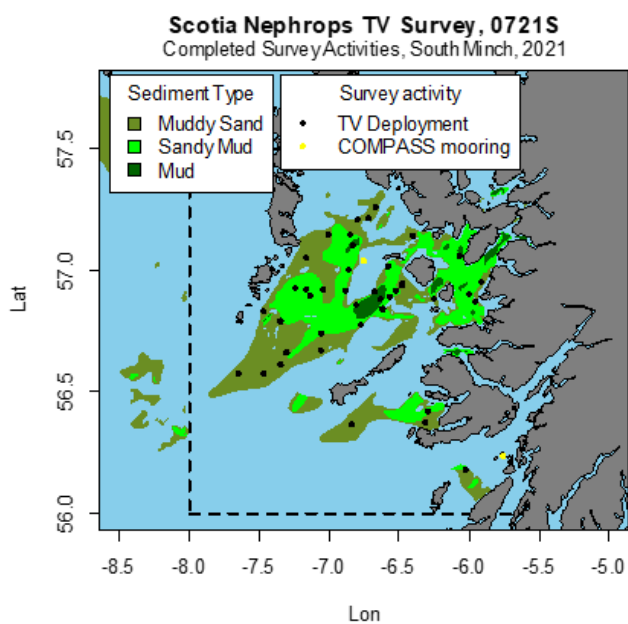 Scotia Nephrops TV Survey, 0721S
Completed Survey Activities, South Minch, 2021
Sediment Type
Muddy Sand
Sandy Mud
Mud
Survey activity
TV Deployment
COMPASS mooring
Lat
57.5
57.0
56.5
56.0
-8.5 -8.0 -7.5 -7.0 -6.5 -6.0 -5.5 -5.0
Lon